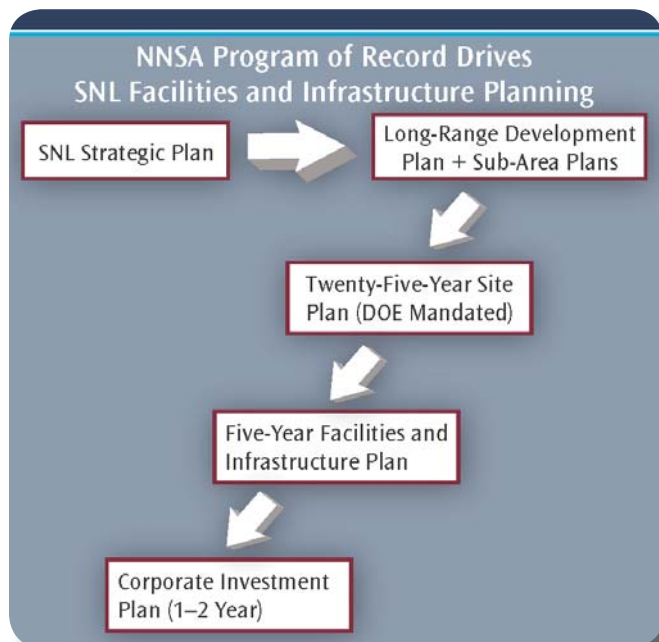 NNSA Program of Record Drives
SNL Facilities and Infrastructure Planning
SNL Strategic Plan
Long-Range Development
Plan + Sub-Area Plans
Twenty-Five-Year Site
Plan (DOE Mandated)
Five-Year Facilities and
Infrastructure Plan
Corporate Investment
Plan (1–2 Year)